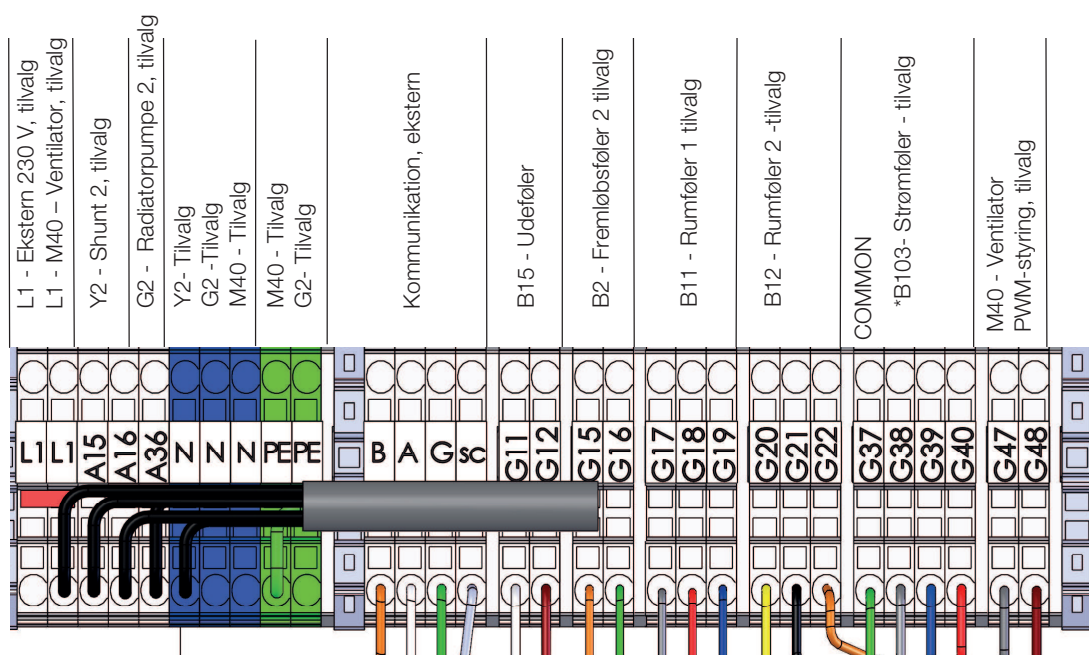 L1 - Ekstern 230 V, tilvalg
L1 - M40 – Ventilator, tilvalg
Y2 - Shunt 2, tilvalg
G2 - Radiatorpumpe 2, tilvalg
Y2- Tilvalg
G2 -Tilvalg
M40 - Tilvalg
M40 - Tilvalg
G2- Tilvalg
Kommunikation, ekstern
B15 - Udeføler
B2 - Fremløbsføler 2 tilvalg
B11 - Rumføler 1 tilvalg
B12 - Rumføler 2 -tilvalg
COMMON
*B103- Strømføler - tilvalg
M40 - Ventilator
PWM-styring, tilvalg
L1 L1 A15 A16 A36 N N N PE PE B A G SC G11 G12 G15 G16 G17 G18 G19 G20 G21 G22 G37 G38 G39 G40 G47 G48